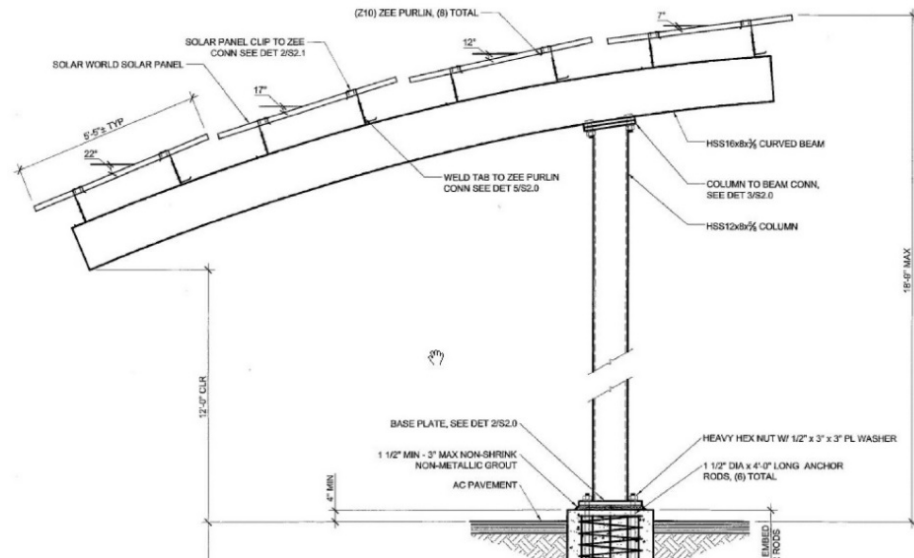 (Z10) ZEE PURLIN, (8) TOTAL
7°
SOLAR PANEL CLIP TO ZEE
CONN SEE DET 2/S2.1
12°
SOLAR WORLD SOLAR PANEL
17°
5'-5"± TYP
22°
HSS16x8x⅝ CURVED BEAM
WELD TAB TO ZEE PURLIN
CONN SEE DET 5/S2.0
COLUMN TO BEAM CONN,
SEE DET 3/S2.0
18'-9" MAX
12'-0" CLR
BASE PLATE, SEE DET 2/S2.0
HEAVY HEX NUT W/ 1/2" x 3" x 3" PL WASHER
1 1/2" MIN - 3" MAX NON-SHRINK
NON-METALLIC GROUT
1 1/2" DIA x 4'-0" LONG ANCHOR
RODS, (6) TOTAL
4" MIN
AC PAVEMENT
EMBED
RODS